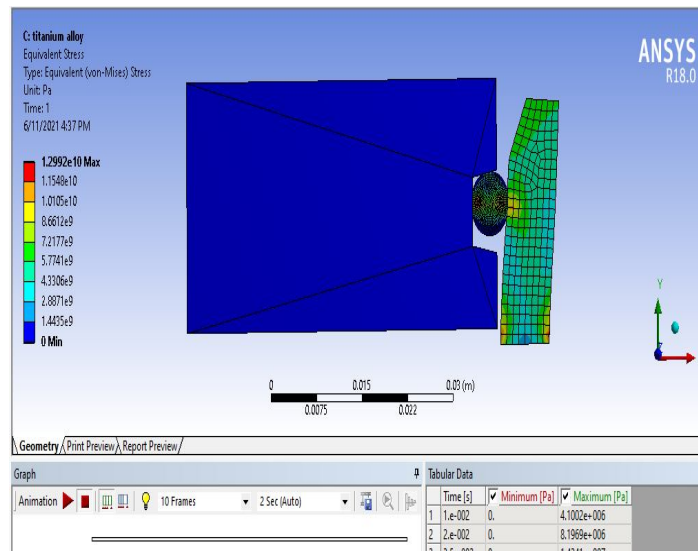 C: titanium alloy
Equivalent Stress
Type: Equivalent (von-Mises) Stress
Unit: Pa
Time: 1
6/11/2021 4:37 PM
1.2992e10 Max
1.1548e10
1.0105e10
8.6612e9
7.2177e9
5.7741e9
4.3306e9
2.8871e9
1.4435e9
0 Min
ANSYS
R18.0
Y
0 0.015 0.03 (m)
0.0075 0.022
Geometry Print Preview Report Preview
Graph
Animation 10 Frames 2 Sec (Auto)
Tabular Data
Time [s] Minimum [Pa] Maximum [Pa]
1 1.e-002 0. 4.1002e+006
2 2.e-002 0. 8.1969e+006